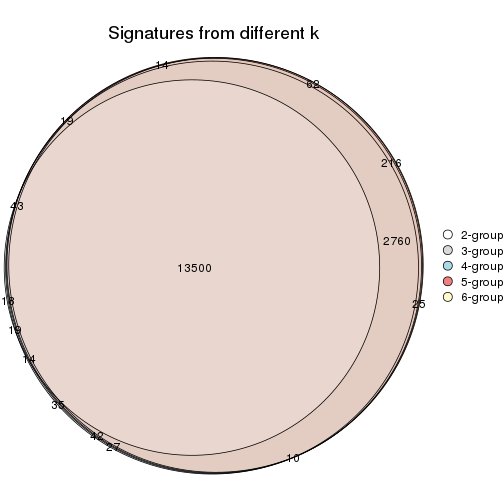 Signatures from different k
14
62
19
216
43
2760
13500
18
25
19
14
35
42
27
10
2-group
3-group
4-group
5-group
6-group